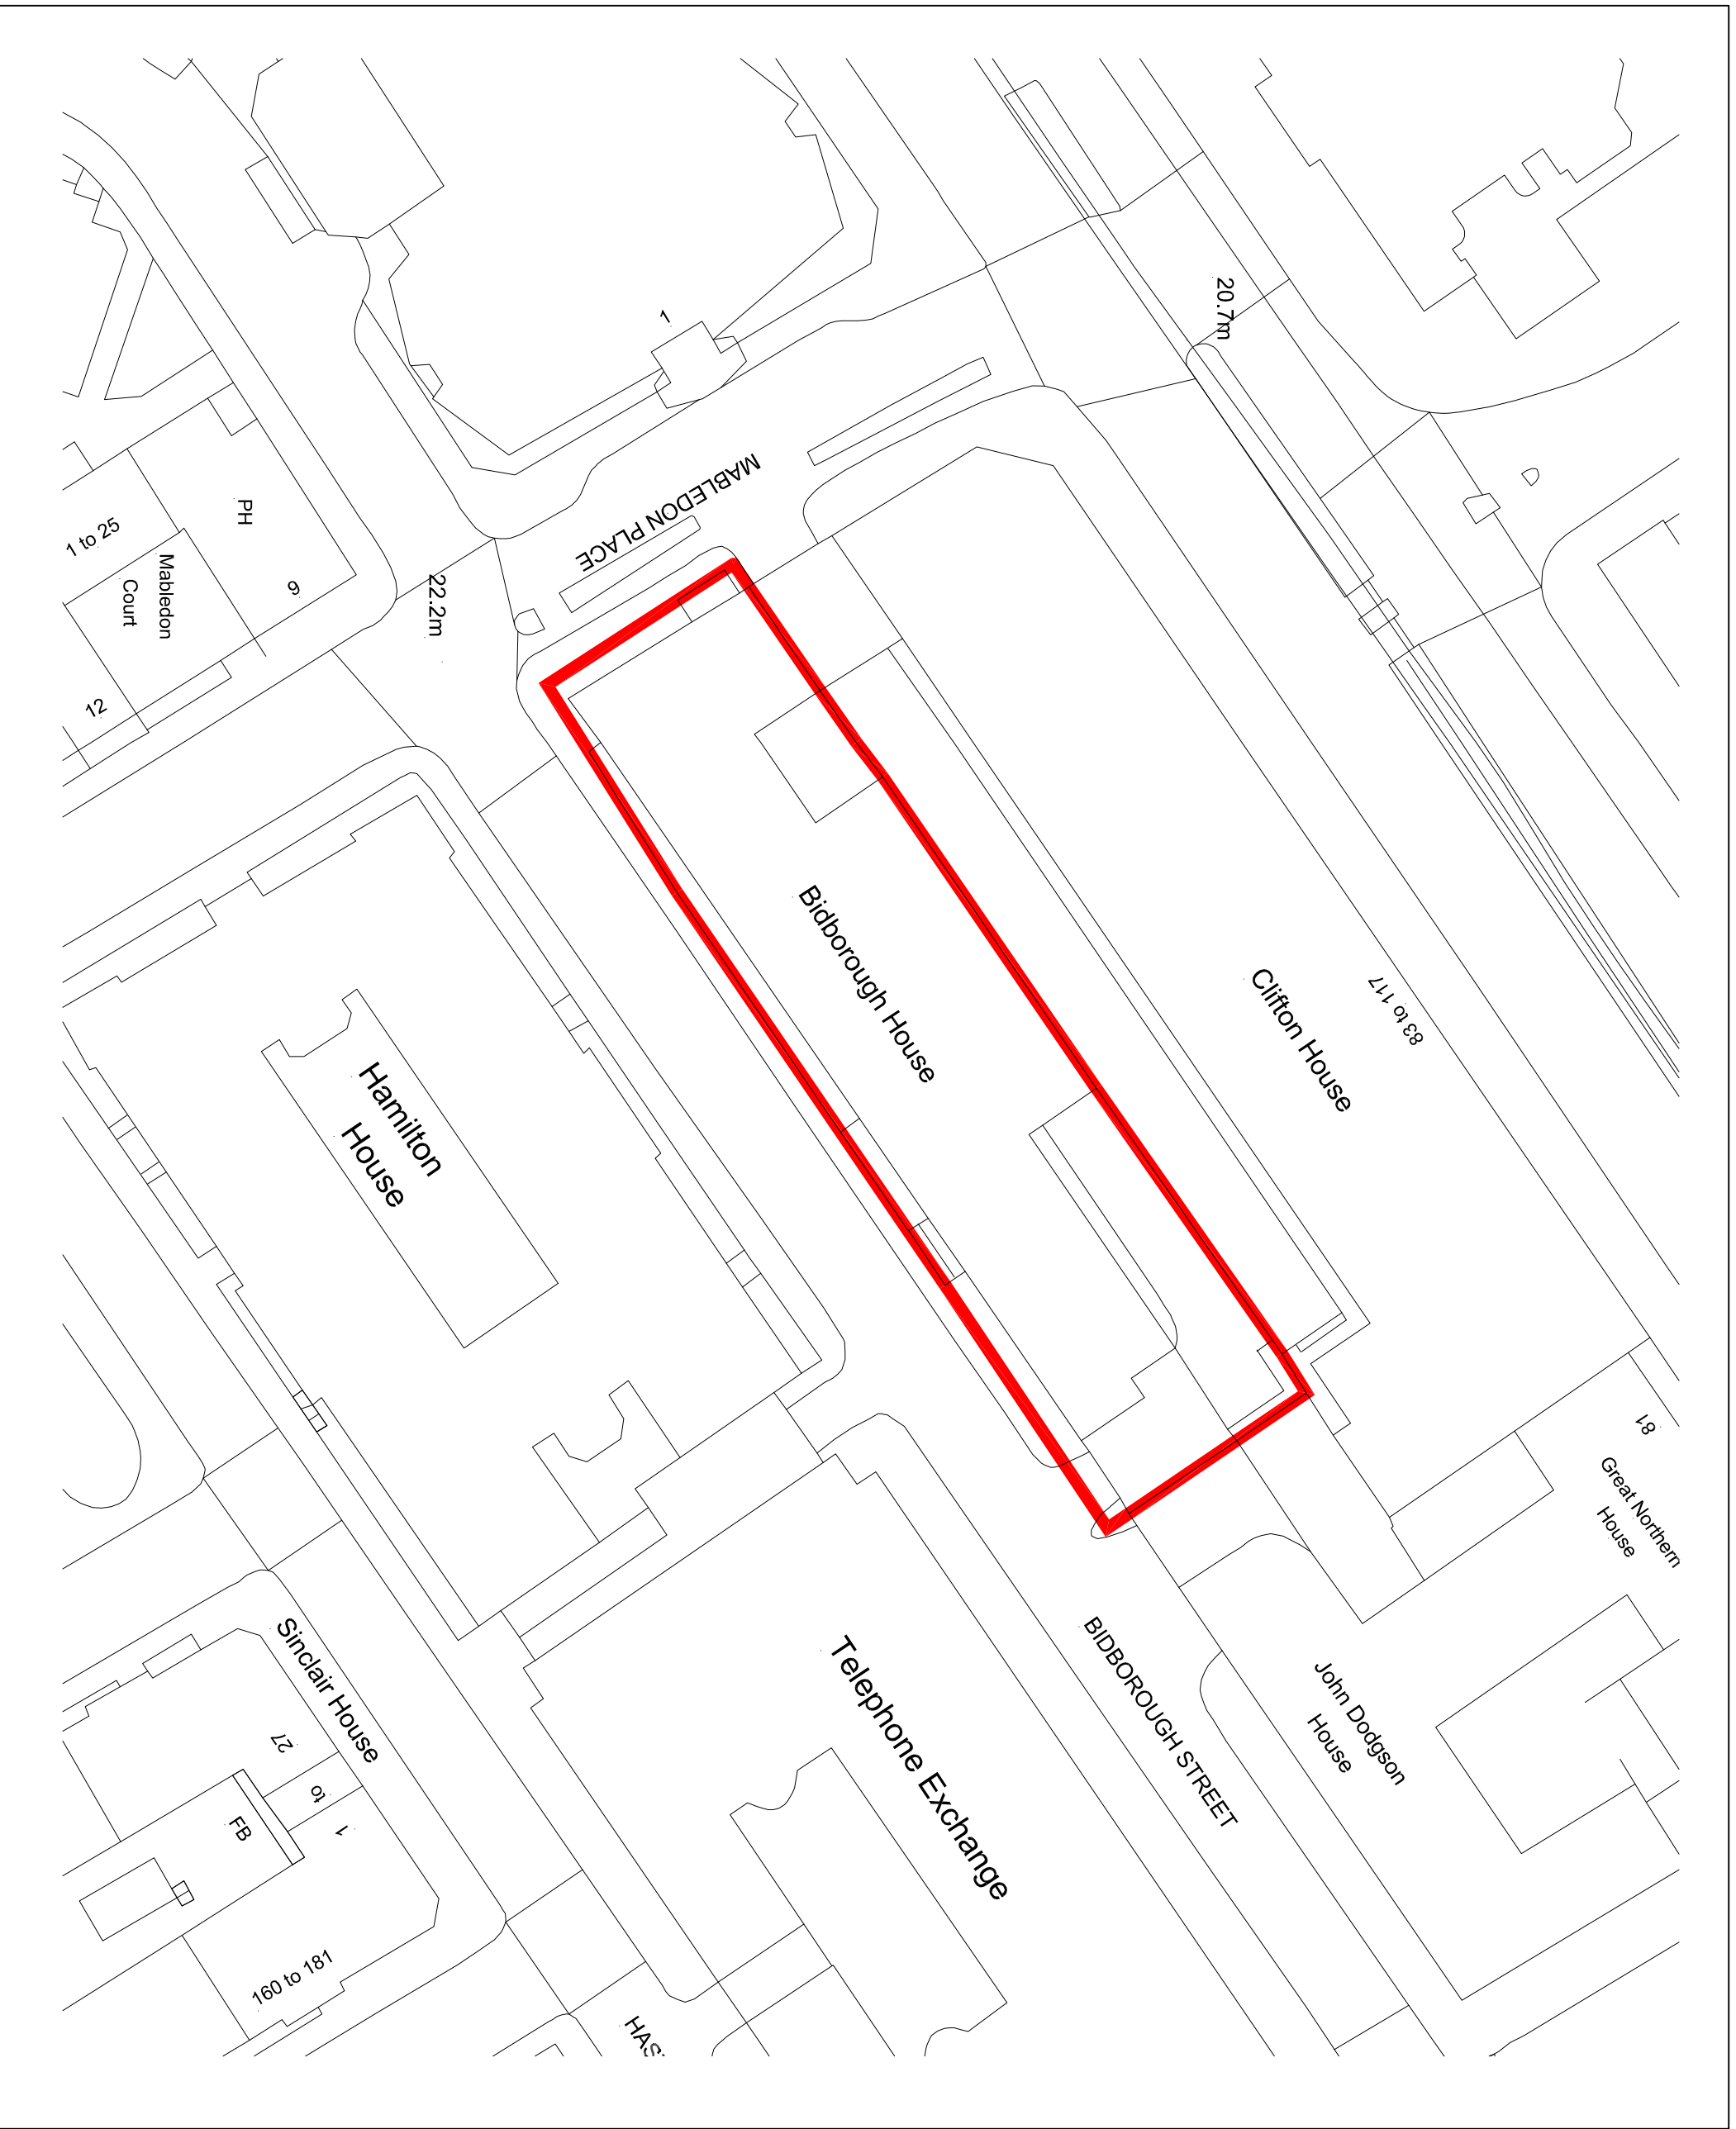 20.7m
1
MABLEDON PLACE
PH
1 to 25
Mabledon
Court
9
22.2m
12
Bidborough House
Clifton House
83 to 117
Hamilton
House
81
Great Northern
House
Sinclair House
27
to
1
FB
160 to 181
Telephone Exchange
BIDBOROUGH STREET
John Dodgson
House